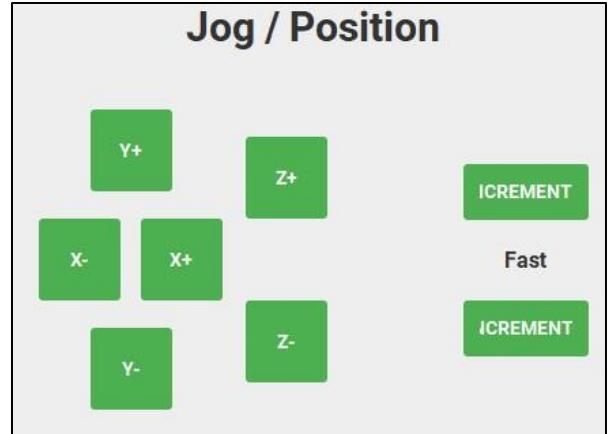 Jog / Position
Y+
Z+
ICREMENT
X-
X+
Fast
ICREMENT
Y-
Z-